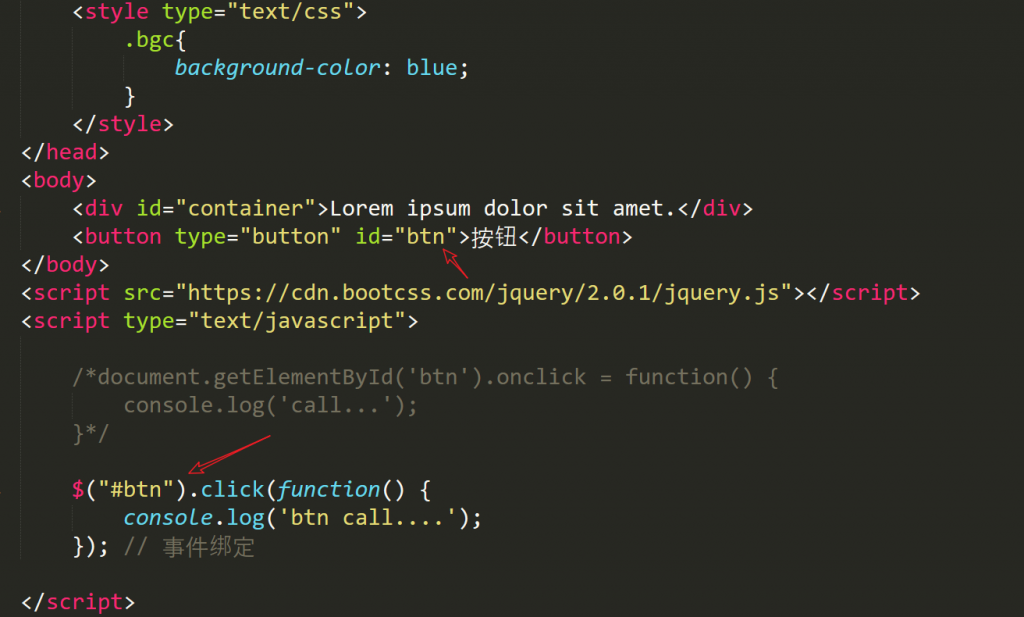 <style type="text/css">
.bgc{
background-color: blue;
}
</style>
</head>
<body>
<div id="container">Lorem ipsum dolor sit amet.</div>
<button type="button" id="btn">按钮</button>
</body>
<script src="https://cdn.bootcss.com/jquery/2.0.1/jquery.js"></script>
<script type="text/javascript">
/*document.getElementById('btn').onclick = function() {
console.log('call...');
}*/
$("#btn").click(function() {
console.log('btn call....');
}); // 事件绑定
</script>